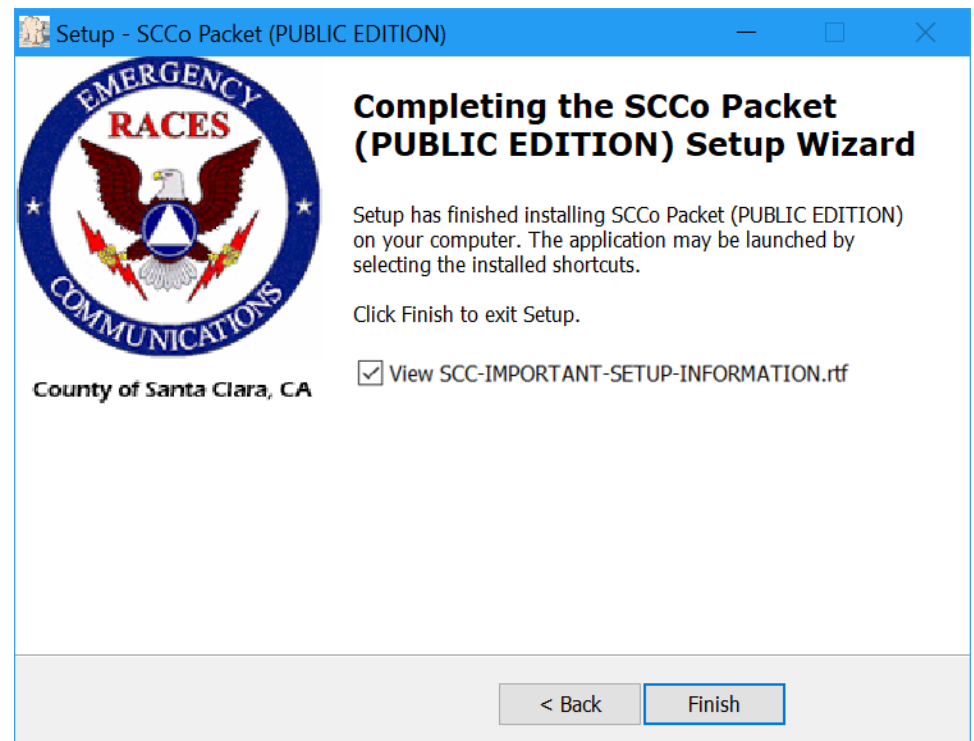 Setup - SCCo Packet (PUBLIC EDITION)
EMERGENCY
RACES
COMMUNICATIONS
County of Santa Clara, CA
Completing the SCCo Packet
(PUBLIC EDITION) Setup Wizard
Setup has finished installing SCCo Packet (PUBLIC EDITION)
on your computer. The application may be launched by
selecting the installed shortcuts.
Click Finish to exit Setup.
View SCC-IMPORTANT-SETUP-INFORMATION.rtf
< Back
Finish